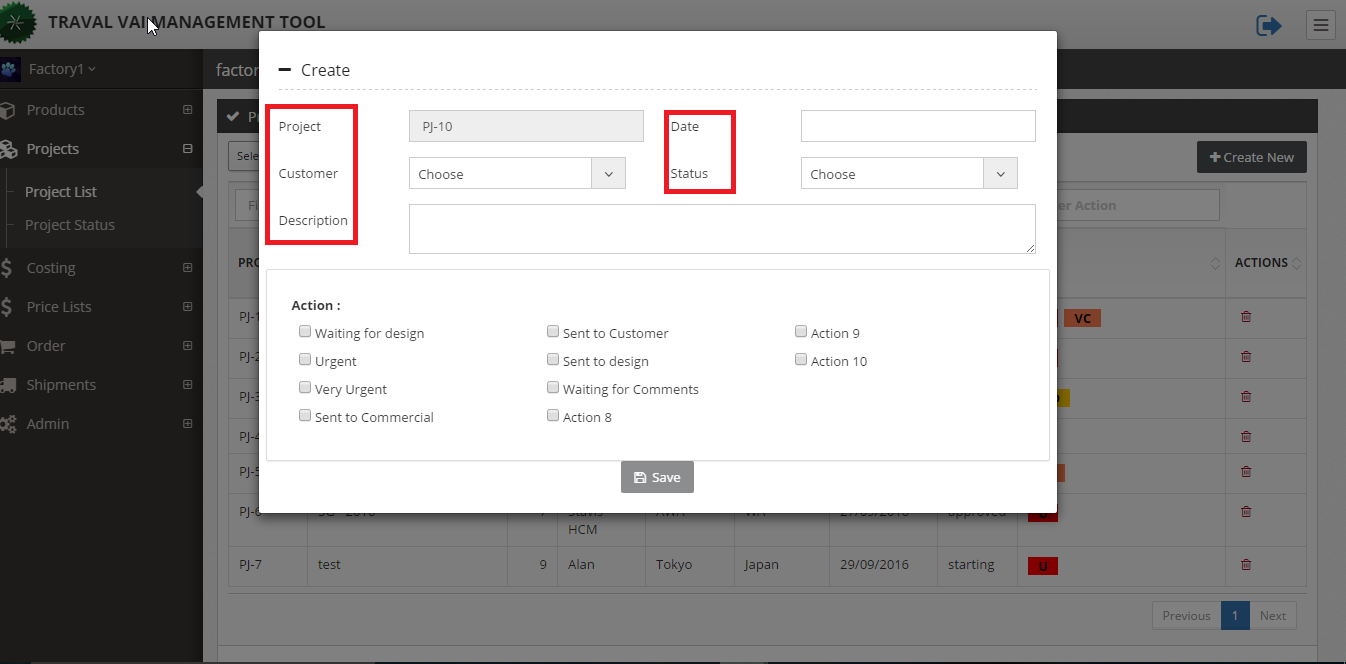 TRAVAL VAI MANAGEMENT TOOL
Factory1
factor
Products
Projects
Project List
Project Status
Costing
Price Lists
Order
Shipments
Admin
Create
Project
PJ-10
Date
Customer
Choose
Status
Choose
Description
Action :
Waiting for design
Sent to Customer
Action 9
Urgent
Sent to design
Action 10
Very Urgent
Waiting for Comments
Sent to Commercial
Action 8
Save
Create New
er Action
ACTIONS
PJ-1
VC
PJ-2
PJ-3
PJ-4
PJ-5
PJ-6
27/09/2016
approved
HCM
PJ-7 test 9 Alan Tokyo Japan 29/09/2016 starting U
Previous 1 Next